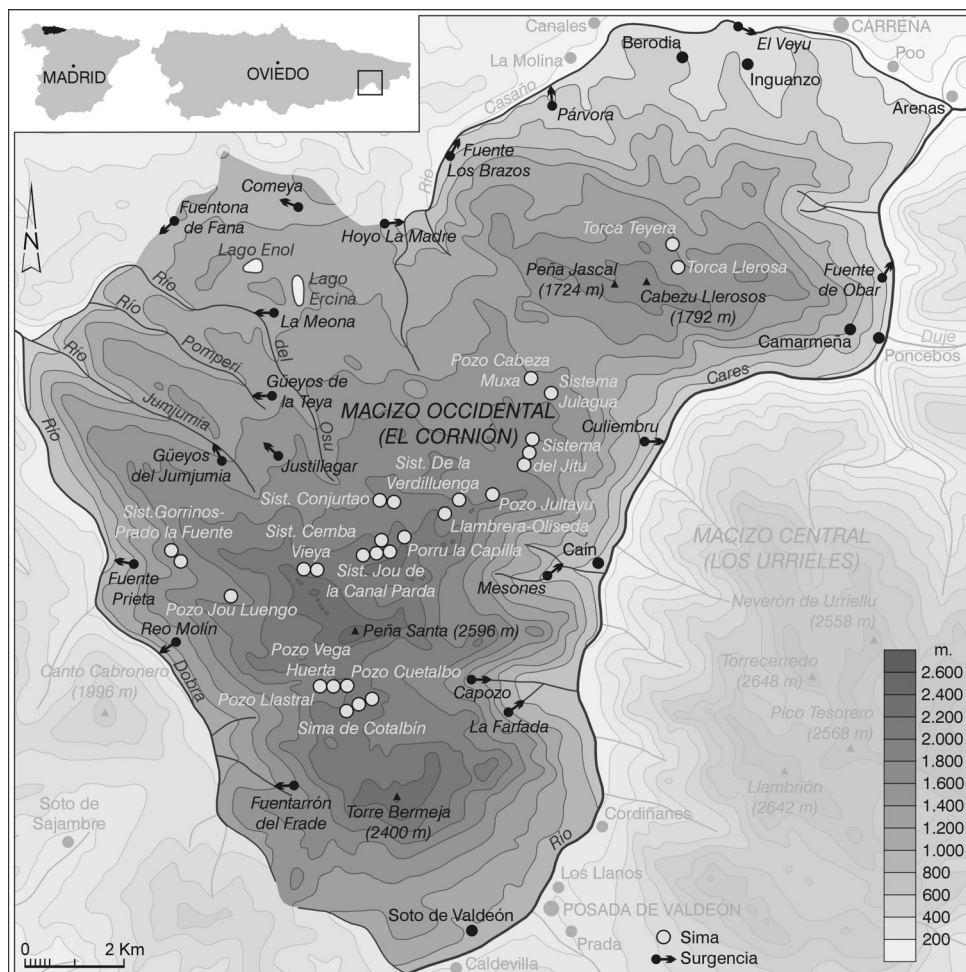 MADRID
OVIEDO
Canales
La Molina
Berodia
El Veyu
CARREÑA
Poo
Inguanzo
Arenas
Casaño
Párvora
Río
Fuente
Los Brazos
Comeya
Fuentona
de Fana
Hoyo La Madre
N
Lago Enol
Lago
Ercina
Torca Teyera
Torca Llerosa
Peña Jascal
(1724 m)
Cabezu Llerosos
(1792 m)
Fuente
de Obar
Río
La Meona
del
Osu
Río
Pomperi
Camarmeña
Duje
Poncebos
Cares
Pozo Cabeza
Muxa
Sistema
Julagua
Río
Jumjumia
Güeyos de
la Teya
MACIZO OCCIDENTAL
(EL CORNIÓN)
Culiembru
Río
Güeyos
del Jumjumia
Justillagar
Sistema
del Jitu
Sist. De la
Verdilluenga
Sist. Conjurtao
Pozo Jultayu
Llambrera-Oliseda
Sist.Gorrinos-
Prado la Fuente
Sist. Cemba
Vieya
Porru la Capilla
Sist. Jou de
la Canal Parda
Caín
Mesones
MACIZO CENTRAL
(LOS URRIELES)
Fuente
Prieta
Pozo Jou Luengo
Neverón de Urriellu
(2558 m)
Reo Molín
Peña Santa (2596 m)
Dobra
Canto Cabronero
(1996 m)
Pozo Vega
Huerta
Pozo Cuetalbo
Pozo Llastral
Sima de Cotalbín
Capozo
La Farfada
Torrecerredo
(2648 m)
Pico Tesorero
(2568 m)
Llambrión
(2642 m)
Fuentarrón
del Frade
Torre Bermeja
(2400 m)
Soto de
Sajambre
Cordiñanes
Río
Los Llanos
POSADA DE VALDEÓN
Soto de Valdeón
Prada
Caldevilla
m.
2.600
2.400
2.200
2.000
1.800
1.600
1.400
1.200
1.000
800
600
400
200
0 2 Km
Sima
Surgencia